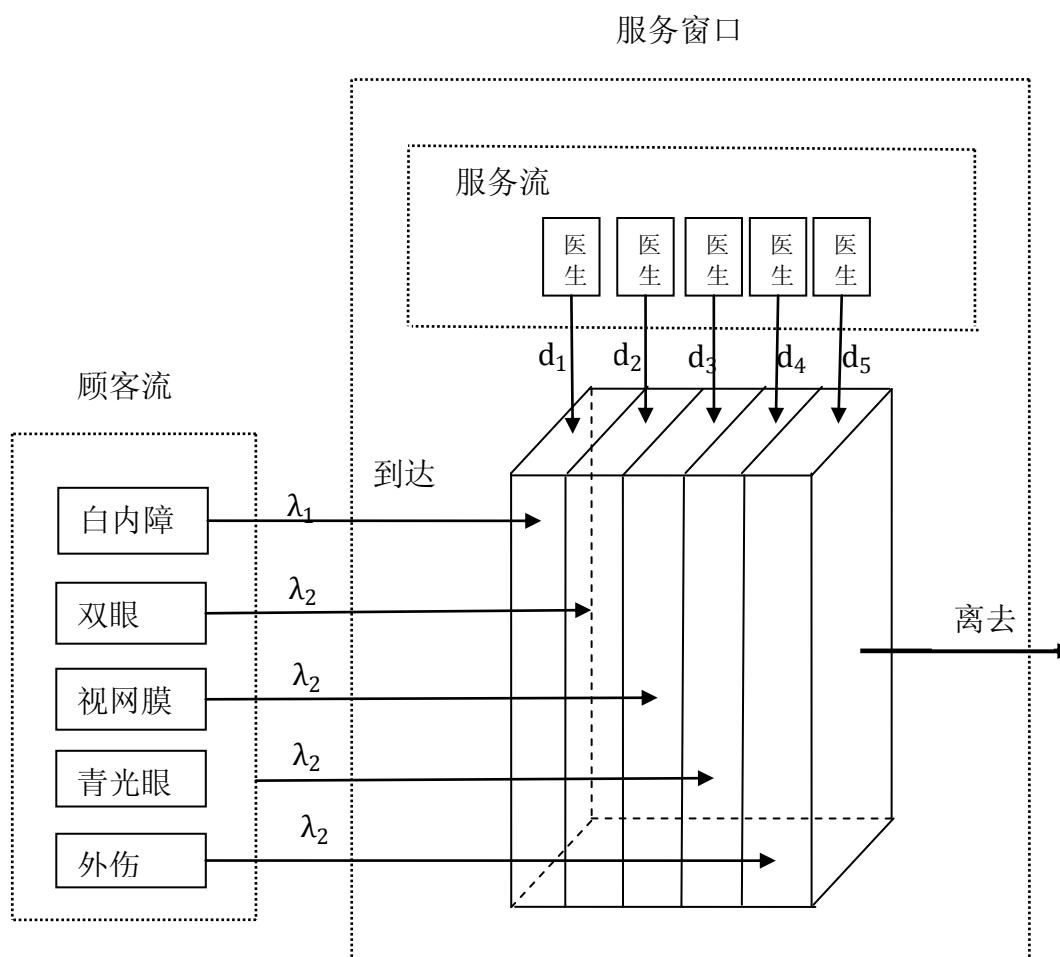 服务窗口
服务流
医生
医生
医生
医生
医生
d₁
d₂
d₃
d₄
d₅
顾客流
到达
白内障
λ₁
双眼
λ₂
离去
视网膜
λ₂
青光眼
λ₂
外伤
λ₂